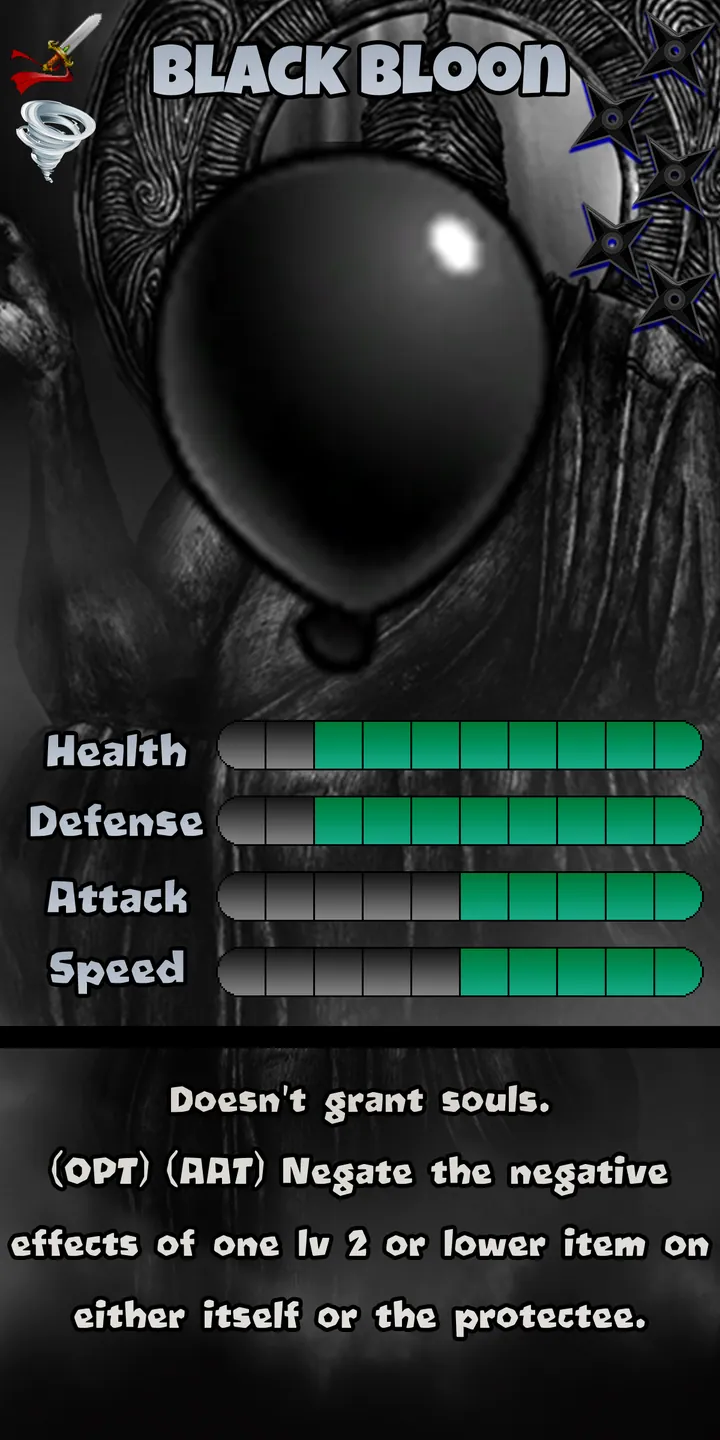 BLACK BLOON
Health
Defense
Attack
Speed
Doesn't grant souls.
(OPT) (AAT) Negate the negative
effects of one lv 2 or lower item on
either itself or the protectee.